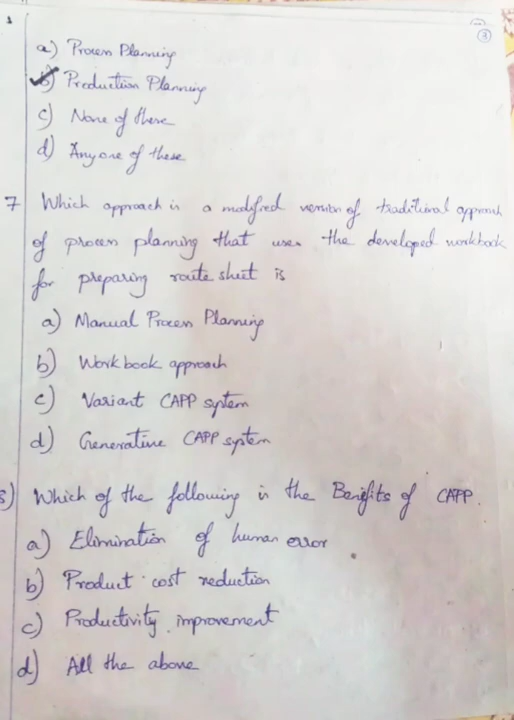 3
a) Process Planning
b) Production Planning
c) None of these
d) Any one of these
7 Which approach is a modified version of traditional approach
of process planning that uses the developed workbook
for preparing route sheet is
a) Manual Process Planning
b) Work book approach
c) Variant CAPP system
d) Generative CAPP system
8) Which of the following is the Benifits of CAPP.
a) Elimination of human error
b) Product cost reduction
c) Productivity improvement
d) All the above